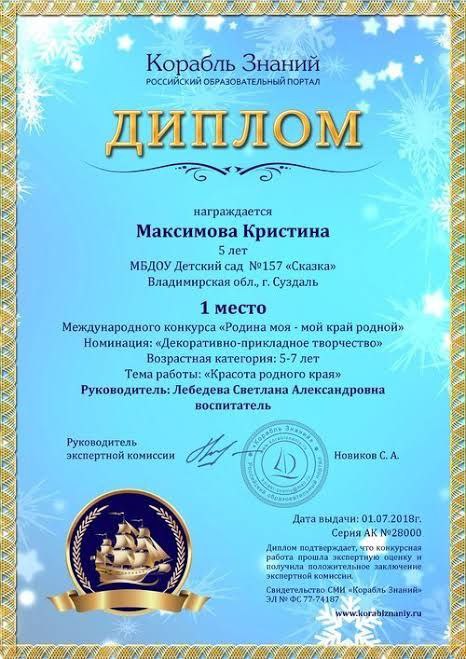 Корабль Знаний
РОССИЙСКИЙ ОБРАЗОВАТЕЛЬНЫЙ ПОРТАЛ
ДИПЛОМ
награждается
Максимова Кристина
5 лет
МБДОУ Детский сад №157 «Сказка»
Владимирская обл., г. Суздаль
1 место
Международного конкурса «Родина моя - мой край родной»
Номинация: «Декоративно-прикладное творчество»
Возрастная категория: 5-7 лет
Тема работы: «Красота родного края»
Руководитель: Лебедева Светлана Александровна
воспитатель
Руководитель
экспертной комиссии
«Корабль Знаний»
Новиков С. А.
Дата выдачи: 01.07.2018г.
Серия АК №28000
Диплом подтверждает, что конкурсная
работа прошла экспертную оценку и
получила положительное заключение
экспертной комиссии.
Свидетельство СМИ «Корабль Знаний»
ЭЛ № ФС 77-74187
www.korablznaniy.ru